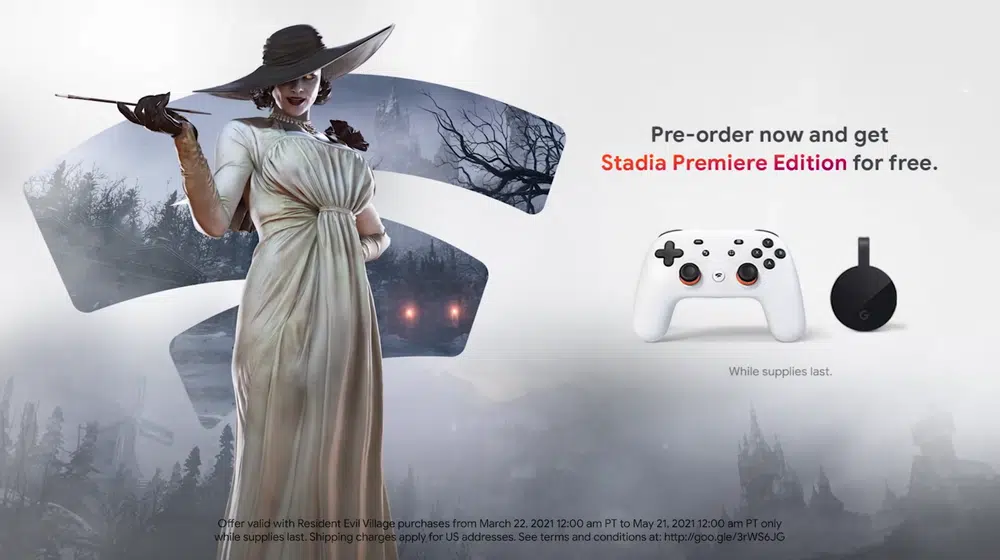 Pre-order now and get
Stadia Premiere Edition for free.
G
While supplies last.
Offer valid with Resident Evil Village purchases from March 22, 2021 12:00 am PT to May 21, 2021 12:00 am PT only
while supplies last. Shipping charges apply for US addresses. See terms and conditions at: http://goo.gle/3rWS6JG